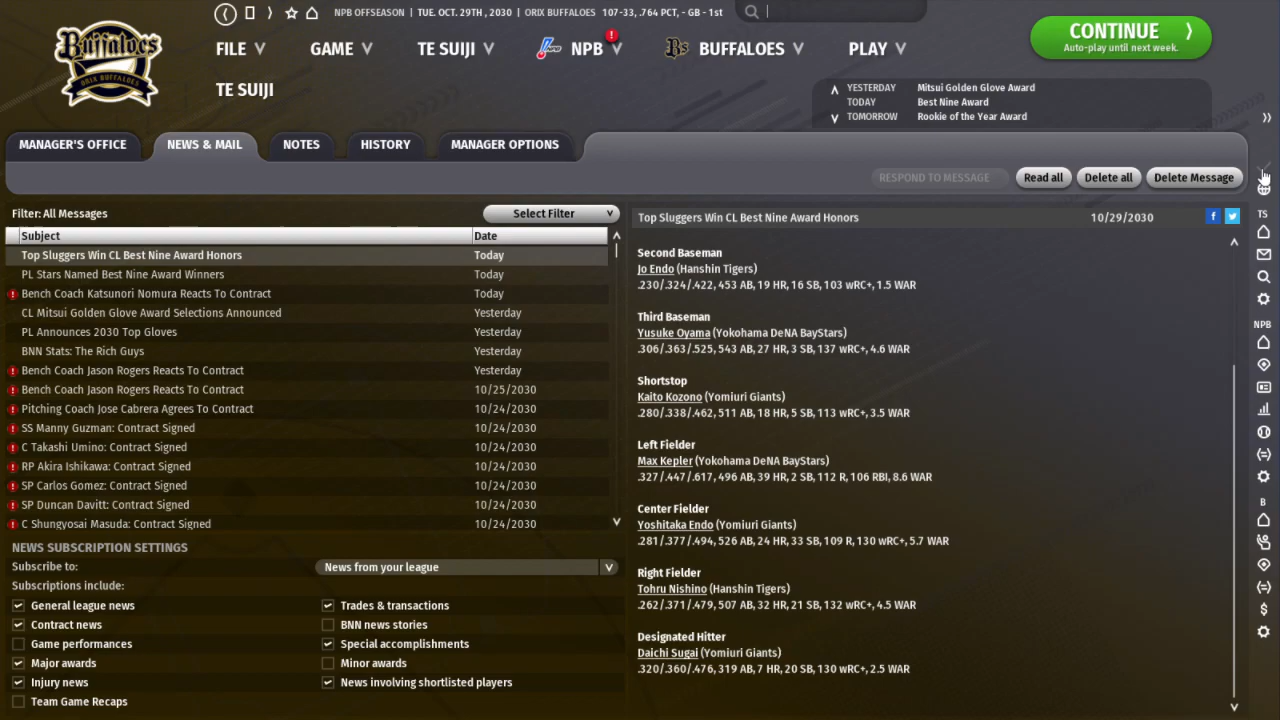 NPB OFFSEASON | TUE. OCT. 29TH , 2030 | ORIX BUFFALOES 107-33, .764 PCT, - GB - 1st
Buffaloes
ORIX BUFFALOES
FILE
GAME
TE SUIJI
NPB
Bs
BUFFALOES
PLAY
CONTINUE
Auto-play until next week.
TE SUIJI
YESTERDAY Mitsui Golden Glove Award
TODAY Best Nine Award
TOMORROW Rookie of the Year Award
MANAGER'S OFFICE
NEWS & MAIL
NOTES
HISTORY
MANAGER OPTIONS
RESPOND TO MESSAGE
Read all
Delete all
Delete Message
Filter: All Messages
Select Filter
Subject Date
Top Sluggers Win CL Best Nine Award Honors Today
PL Stars Named Best Nine Award Winners Today
Bench Coach Katsunori Nomura Reacts To Contract Today
CL Mitsui Golden Glove Award Selections Announced Yesterday
PL Announces 2030 Top Gloves Yesterday
BNN Stats: The Rich Guys Yesterday
Bench Coach Jason Rogers Reacts To Contract Yesterday
Bench Coach Jason Rogers Reacts To Contract 10/25/2030
Pitching Coach Jose Cabrera Agrees To Contract 10/24/2030
SS Manny Guzman: Contract Signed 10/24/2030
C Takashi Umino: Contract Signed 10/24/2030
RP Akira Ishikawa: Contract Signed 10/24/2030
SP Carlos Gomez: Contract Signed 10/24/2030
SP Duncan Davitt: Contract Signed 10/24/2030
C Shungyosai Masuda: Contract Signed 10/24/2030
NEWS SUBSCRIPTION SETTINGS
Subscribe to: News from your league
Subscriptions include:
General league news
Trades & transactions
Contract news
BNN news stories
Game performances
Special accomplishments
Major awards
Minor awards
Injury news
News involving shortlisted players
Team Game Recaps
Top Sluggers Win CL Best Nine Award Honors 10/29/2030
Second Baseman
Jo Endo (Hanshin Tigers)
.230/.324/.422, 453 AB, 19 HR, 16 SB, 103 wRC+, 1.5 WAR
Third Baseman
Yusuke Oyama (Yokohama DeNA BayStars)
.306/.363/.525, 543 AB, 27 HR, 3 SB, 137 wRC+, 4.6 WAR
Shortstop
Kaito Kozono (Yomiuri Giants)
.280/.338/.462, 511 AB, 18 HR, 5 SB, 113 wRC+, 3.5 WAR
Left Fielder
Max Kepler (Yokohama DeNA BayStars)
.327/.447/.617, 496 AB, 39 HR, 2 SB, 112 R, 106 RBI, 8.6 WAR
Center Fielder
Yoshitaka Endo (Yomiuri Giants)
.281/.377/.494, 526 AB, 24 HR, 33 SB, 109 R, 130 wRC+, 5.7 WAR
Right Fielder
Tohru Nishino (Hanshin Tigers)
.262/.371/.479, 507 AB, 32 HR, 21 SB, 132 wRC+, 4.5 WAR
Designated Hitter
Daichi Sugai (Yomiuri Giants)
.320/.360/.476, 319 AB, 7 HR, 20 SB, 130 wRC+, 2.5 WAR
TS
NPB
B